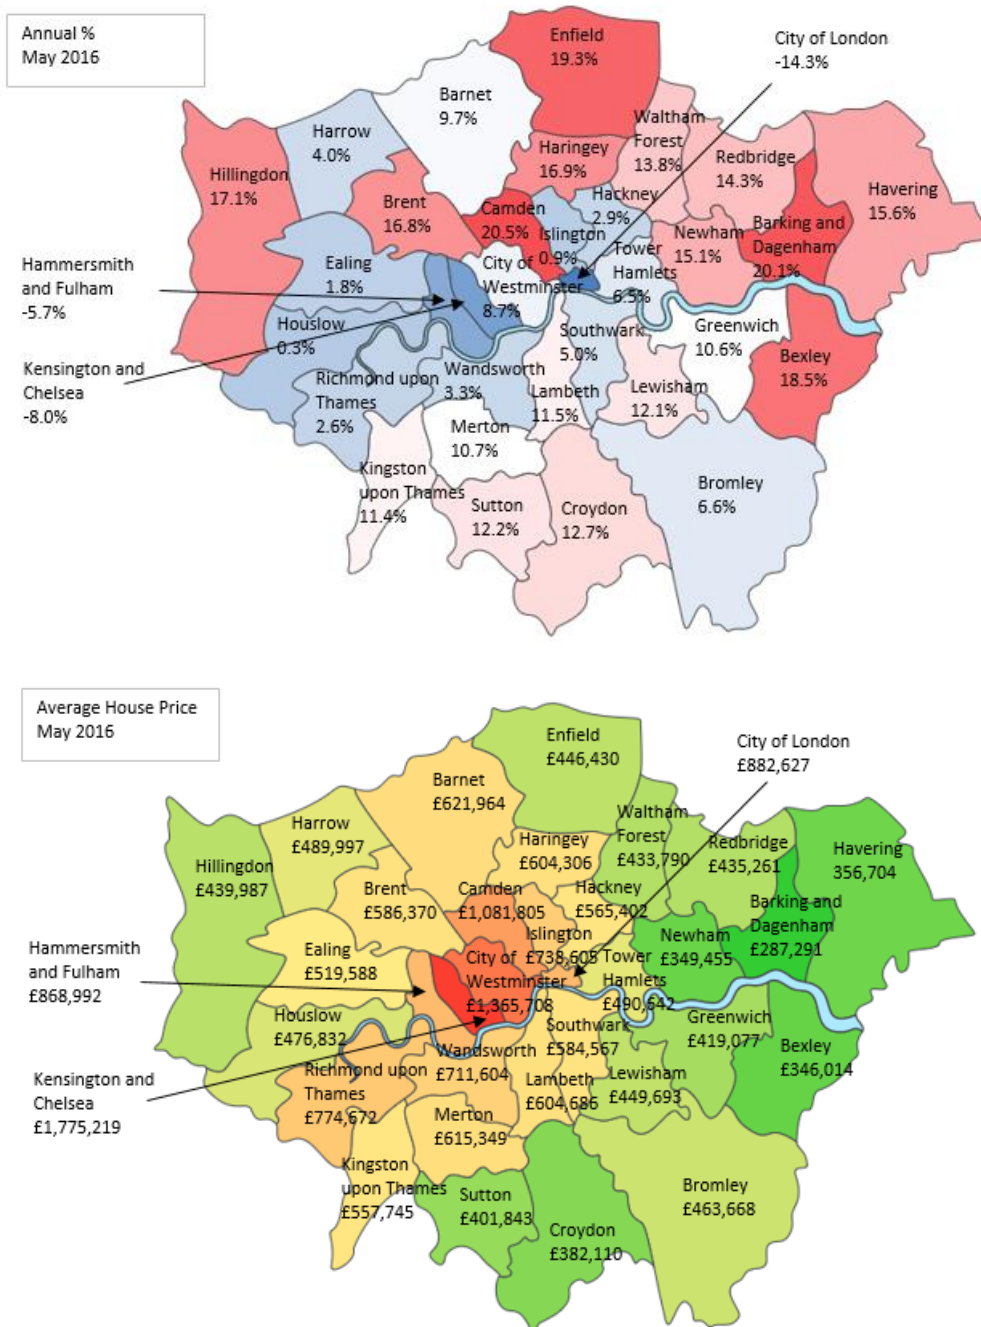 Annual %
May 2016
Enfield
19.3%
City of London
-14.3%
Barnet
9.7%
Harrow
4.0%
Waltham
Forest
13.8%
Hillingdon
17.1%
Haringey
16.9%
Redbridge
14.3%
Havering
15.6%
Brent
16.8%
Camden
20.5%
Hackney
2.9%
Islington
0.9%
Newham
15.1%
Barking and
Dagenham
20.1%
Hammersmith
and Fulham
-5.7%
Ealing
1.8%
City of
Westminster
8.7%
Tower
Hamlets
6.5%
Houslow
0.3%
Southwark
5.0%
Greenwich
10.6%
Bexley
18.5%
Kensington and
Chelsea
-8.0%
Richmond upon
Thames
2.6%
Wandsworth
3.3%
Lambeth
11.5%
Lewisham
12.1%
Merton
10.7%
Kingston
upon Thames
11.4%
Sutton
12.2%
Croydon
12.7%
Bromley
6.6%
Average House Price
May 2016
Enfield
£446,430
City of London
£882,627
Barnet
£621,964
Harrow
£489,997
Waltham
Forest
£433,790
Hillingdon
£439,987
Haringey
£604,306
Redbridge
£435,261
Havering
356,704
Brent
£586,370
Camden
£1,081,805
Hackney
£565,402
Islington
£738,605
Newham
£349,455
Barking and
Dagenham
£287,291
Hammersmith
and Fulham
£868,992
Ealing
£519,588
City of
Westminster
£1,365,708
Tower
Hamlets
£490,542
Houslow
£476,832
Southwark
£584,567
Greenwich
£419,077
Bexley
£346,014
Kensington and
Chelsea
£1,775,219
Richmond upon
Thames
£774,672
Wandsworth
£711,604
Lambeth
£604,686
Lewisham
£449,693
Merton
£615,349
Kingston
upon Thames
£557,745
Sutton
£401,843
Croydon
£382,110
Bromley
£463,668